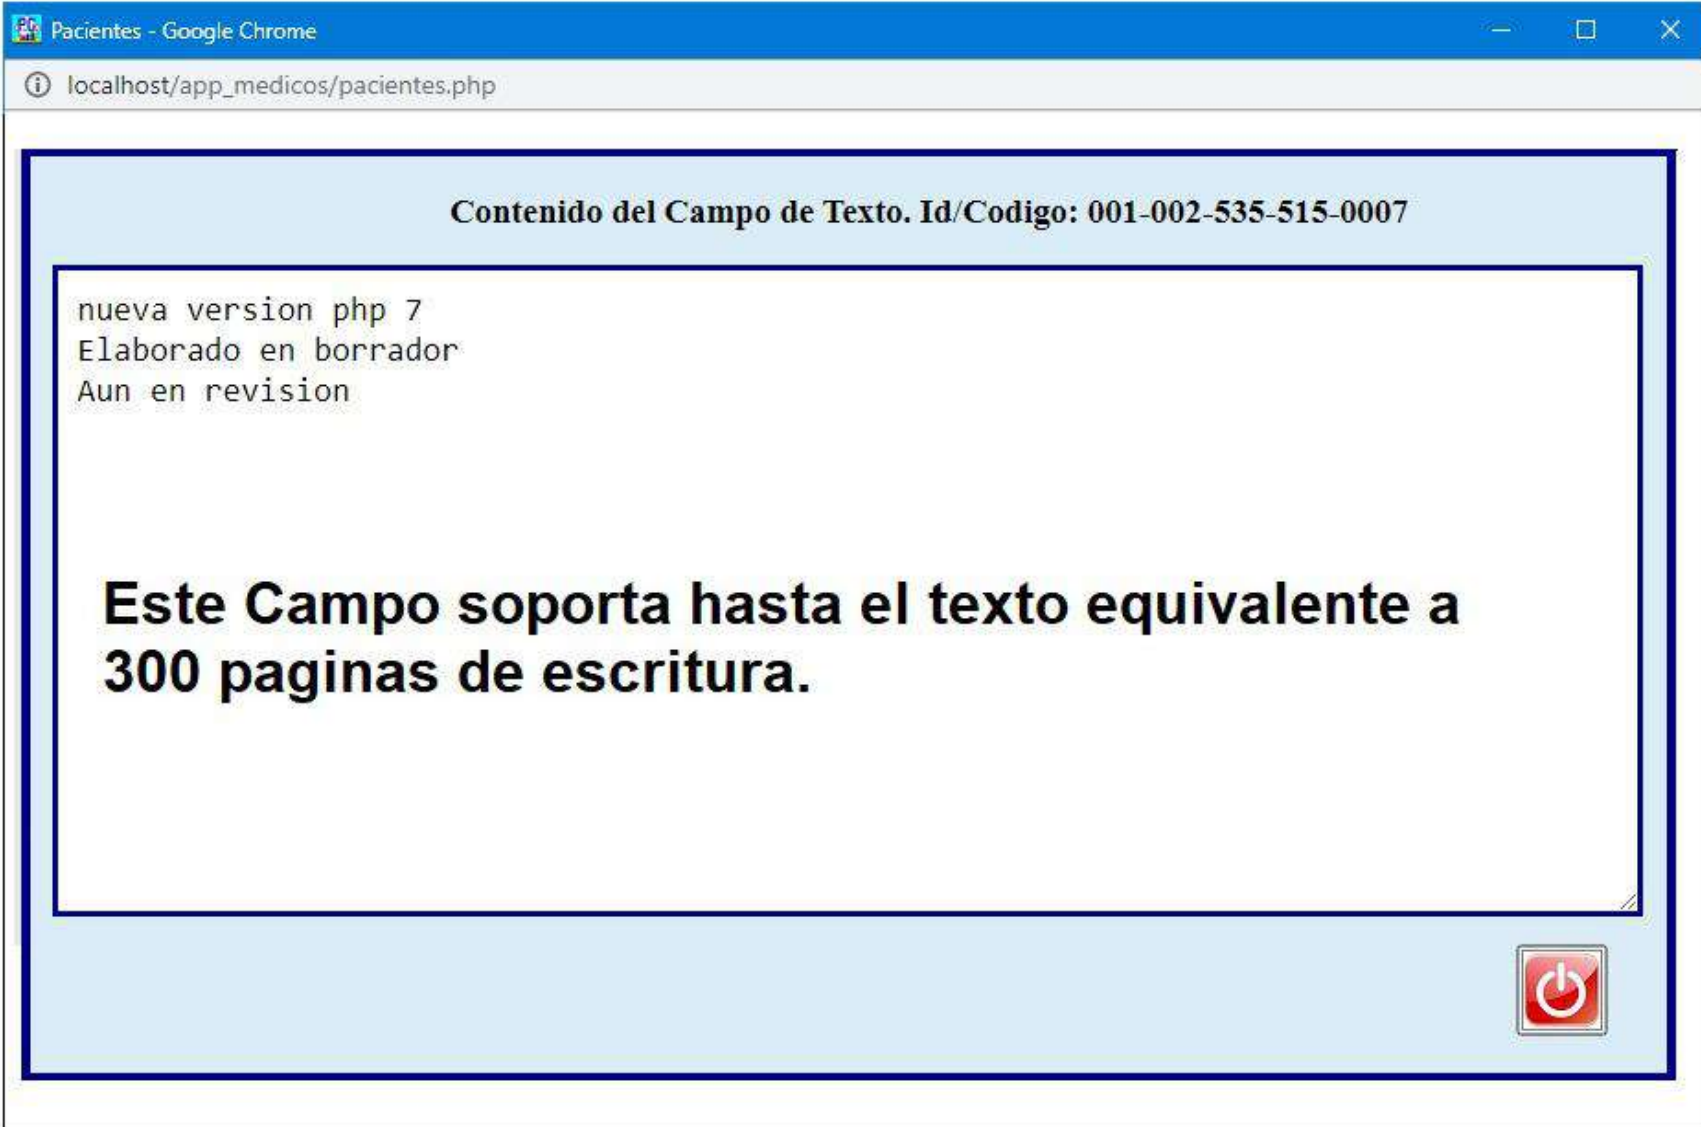 Pacientes - Google Chrome
localhost/app_medicos/pacientes.php
Contenido del Campo de Texto. Id/Codigo: 001-002-535-515-0007
nueva version php 7
Elaborado en borrador
Aun en revision
Este Campo soporta hasta el texto equivalente a
300 paginas de escritura.